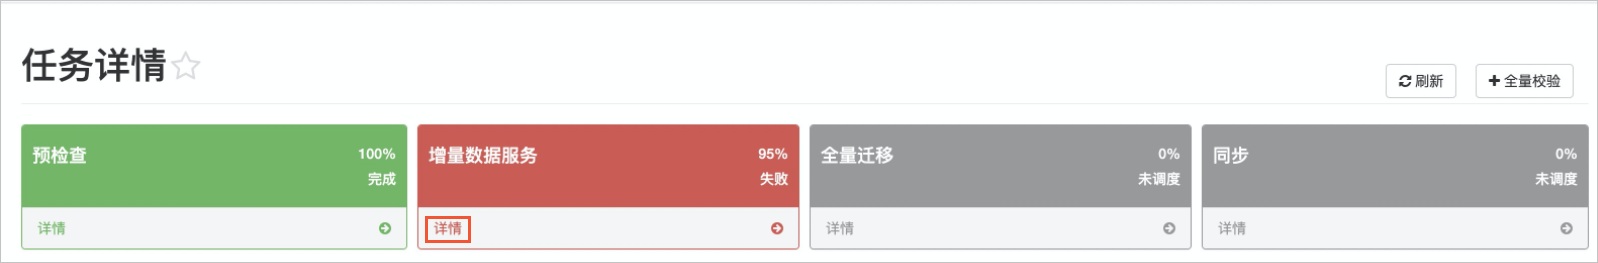 任务详情
刷新
全量校验
预检查
100%
完成
详情
增量数据服务
95%
失败
详情
全量迁移
0%
未调度
详情
同步
0%
未调度
详情